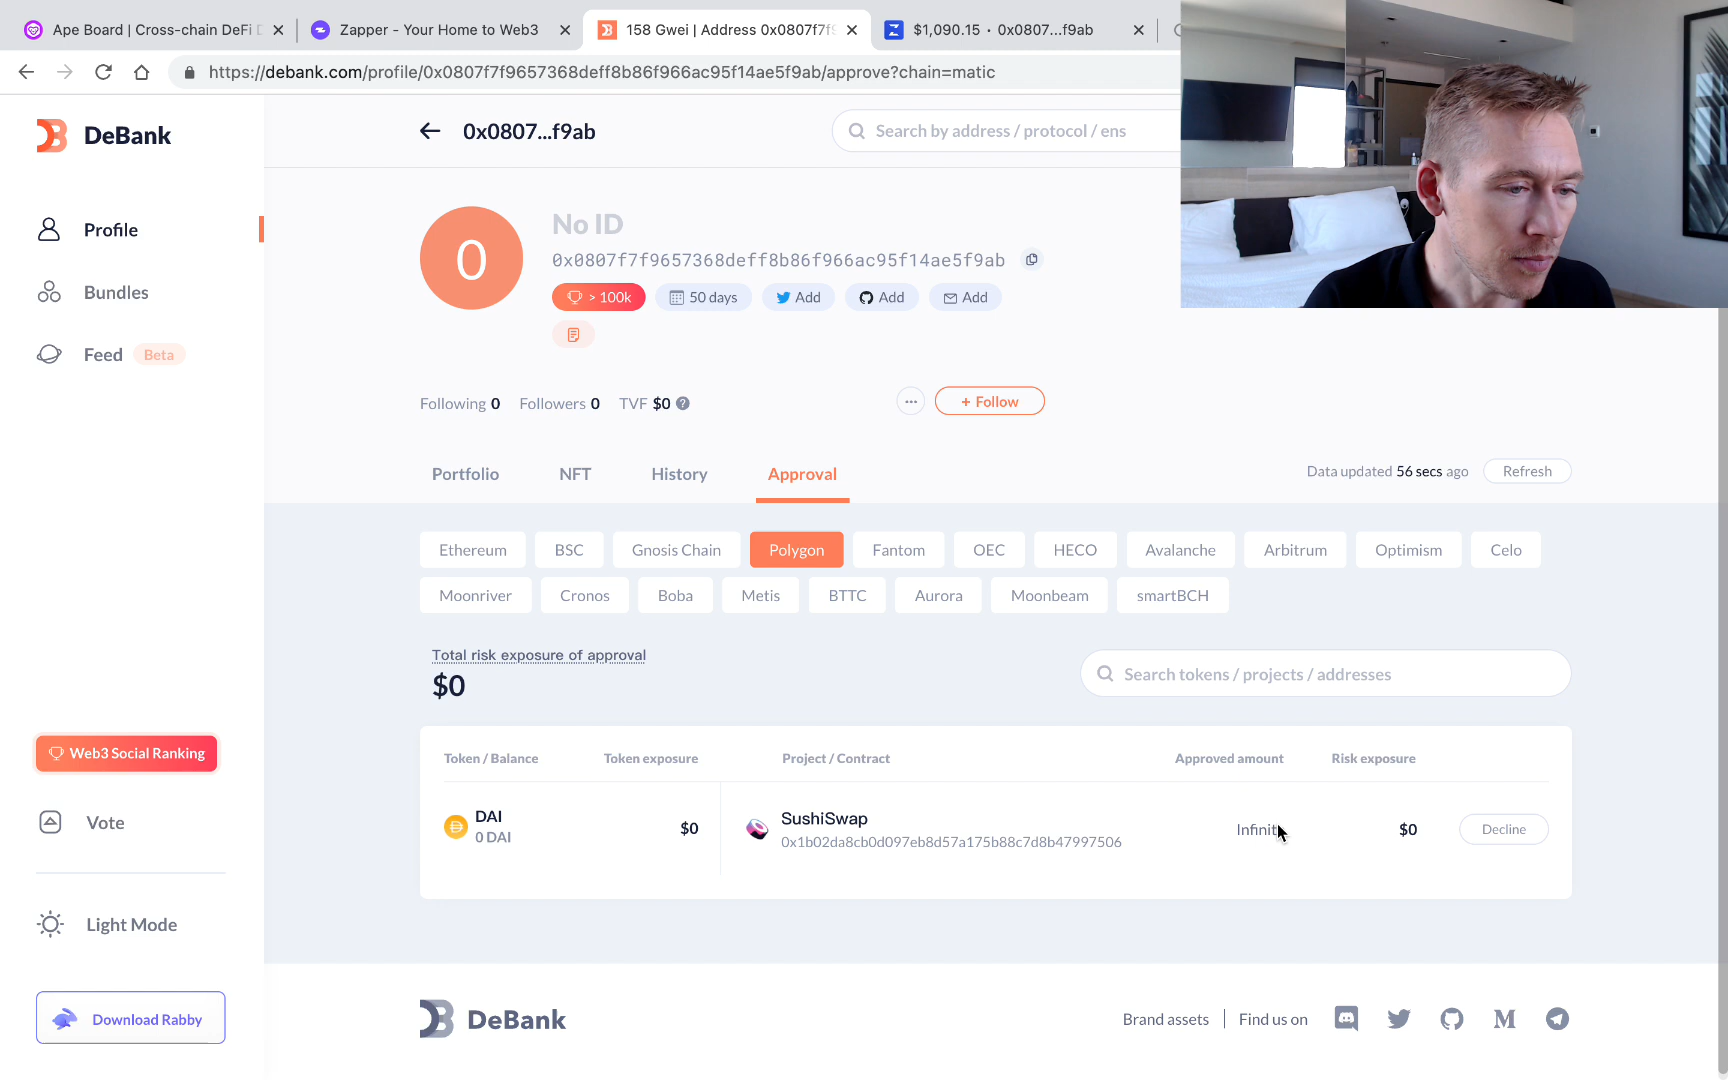 Ape Board | Cross-chain DeFi D
Zapper - Your Home to Web3
158 Gwei | Address 0x0807f7f9
$1,090.15 · 0x0807...f9ab
https://debank.com/profile/0x0807f7f9657368deff8b86f966ac95f14ae5f9ab/approve?chain=matic
DeBank
0x0807...f9ab
Search by address / protocol / ens
Profile
Bundles
Feed Beta
0
No ID
0x0807f7f9657368deff8b86f966ac95f14ae5f9ab
> 100k
50 days
Add
Add
Add
Following 0 Followers 0 TVF $0 ?
+ Follow
Portfolio NFT History Approval
Data updated 56 secs ago
Refresh
Ethereum BSC Gnosis Chain Polygon Fantom OEC HECO Avalanche Arbitrum Optimism Celo
Moonriver Cronos Boba Metis BTTC Aurora Moonbeam smartBCH
Total risk exposure of approval
$0
Search tokens / projects / addresses
Token / Balance Token exposure Project / Contract Approved amount Risk exposure
DAI
0 DAI
$0
SushiSwap
0x1b02da8cb0d097eb8d57a175b88c7d8b47997506
Infinit
$0
Decline
Web3 Social Ranking
Vote
Light Mode
Download Rabby
DeBank
Brand assets | Find us on